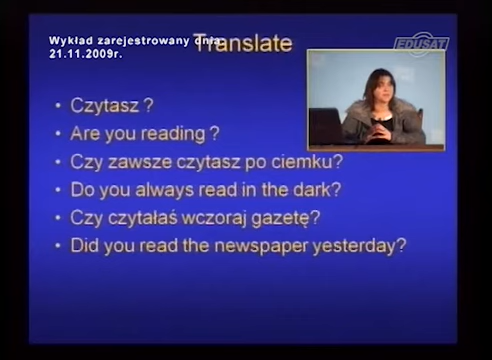 Wykład zarejestrowany dnia:
21.11.2009r.
Translate
EDUSAT
• Czytasz ?
• Are you reading ?
• Czy zawsze czytasz po ciemku?
• Do you always read in the dark?
• Czy czytałaś wczoraj gazetę?
• Did you read the newspaper yesterday?